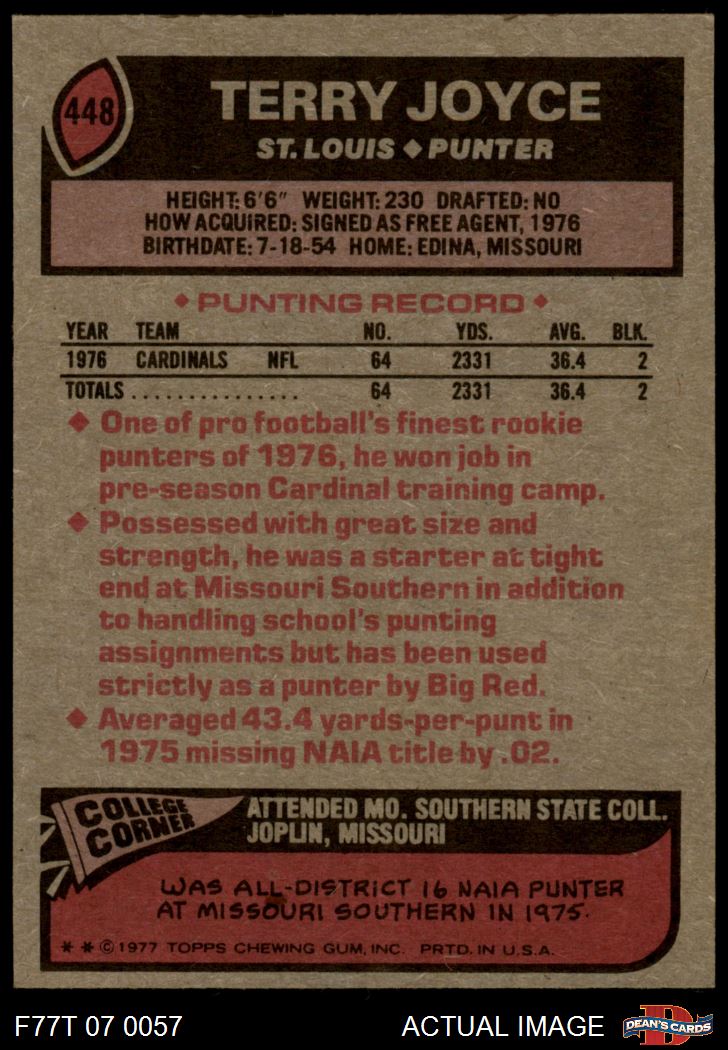 448
TERRY JOYCE
ST. LOUIS ◆ PUNTER
HEIGHT: 6'6" WEIGHT: 230 DRAFTED: NO
HOW ACQUIRED: SIGNED AS FREE AGENT, 1976
BIRTHDATE: 7-18-54 HOME: EDINA, MISSOURI
◆ PUNTING RECORD ◆
YEAR TEAM NO. YDS. AVG. BLK.
1976 CARDINALS NFL 64 2331 36.4 2
TOTALS............... 64 2331 36.4 2
◆ One of pro football's finest rookie
punters of 1976, he won job in
pre-season Cardinal training camp.
◆ Possessed with great size and
strength, he was a starter at tight
end at Missouri Southern in addition
to handling school's punting
assignments but has been used
strictly as a punter by Big Red.
◆ Averaged 43.4 yards-per-punt in
1975 missing NAIA title by .02.
COLLEGE
CORNER
ATTENDED MO. SOUTHERN STATE COLL.
JOPLIN, MISSOURI
WAS ALL-DISTRICT 16 NAIA PUNTER
AT MISSOURI SOUTHERN IN 1975.
* * © 1977 TOPPS CHEWING GUM, INC. PRTD. IN U.S.A.
F77T 07 0057 ACTUAL IMAGE
D
DEAN'S CARDS